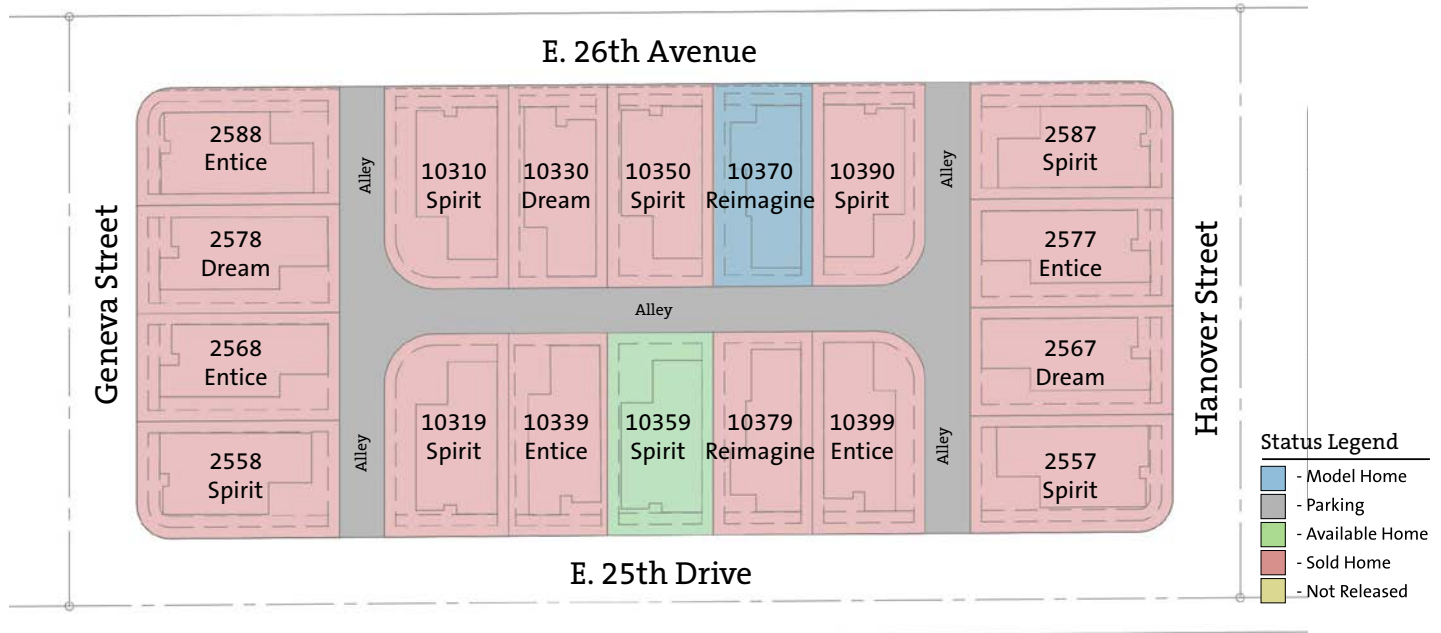 E. 26th Avenue
2588
Entice
2578
Dream
2568
Entice
2558
Spirit
Geneva Street
Alley
Alley
10310
Spirit
10330
Dream
10350
Spirit
10370
Reimagine
10390
Spirit
Alley
10319
Spirit
10339
Entice
10359
Spirit
10379
Reimagine
10399
Entice
Alley
Alley
2587
Spirit
2577
Entice
2567
Dream
2557
Spirit
Hanover Street
E. 25th Drive
Status Legend
- Model Home
- Parking
- Available Home
- Sold Home
- Not Released